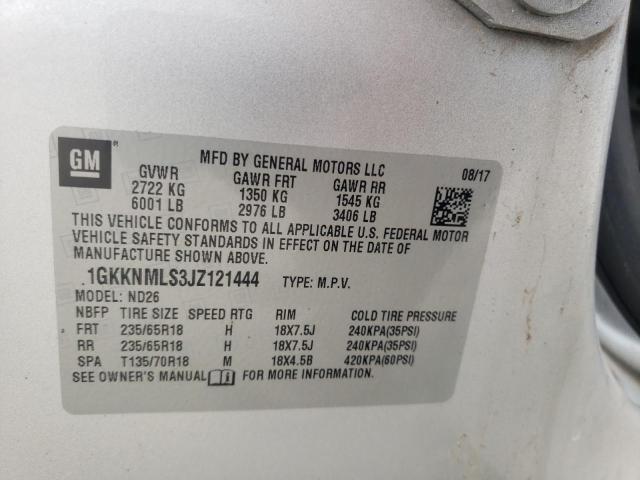 GM ®
MFD BY GENERAL MOTORS LLC 08/17
GVWR GAWR FRT GAWR RR
2722 KG 1350 KG 1545 KG
6001 LB 2976 LB 3406 LB
THIS VEHICLE CONFORMS TO ALL APPLICABLE U.S. FEDERAL MOTOR
VEHICLE SAFETY STANDARDS IN EFFECT ON THE DATE OF
MANUFACTURE SHOWN ABOVE.
.1GKKNMLS3JZ121444 TYPE: M.P.V.
MODEL: ND26
NBFP TIRE SIZE SPEED RTG RIM COLD TIRE PRESSURE
FRT 235/65R18 H 18X7.5J 240KPA(35PSI)
RR 235/65R18 H 18X7.5J 240KPA(35PSI)
SPA T135/70R18 M 18X4.5B 420KPA(60PSI)
SEE OWNER'S MANUAL FOR MORE INFORMATION.